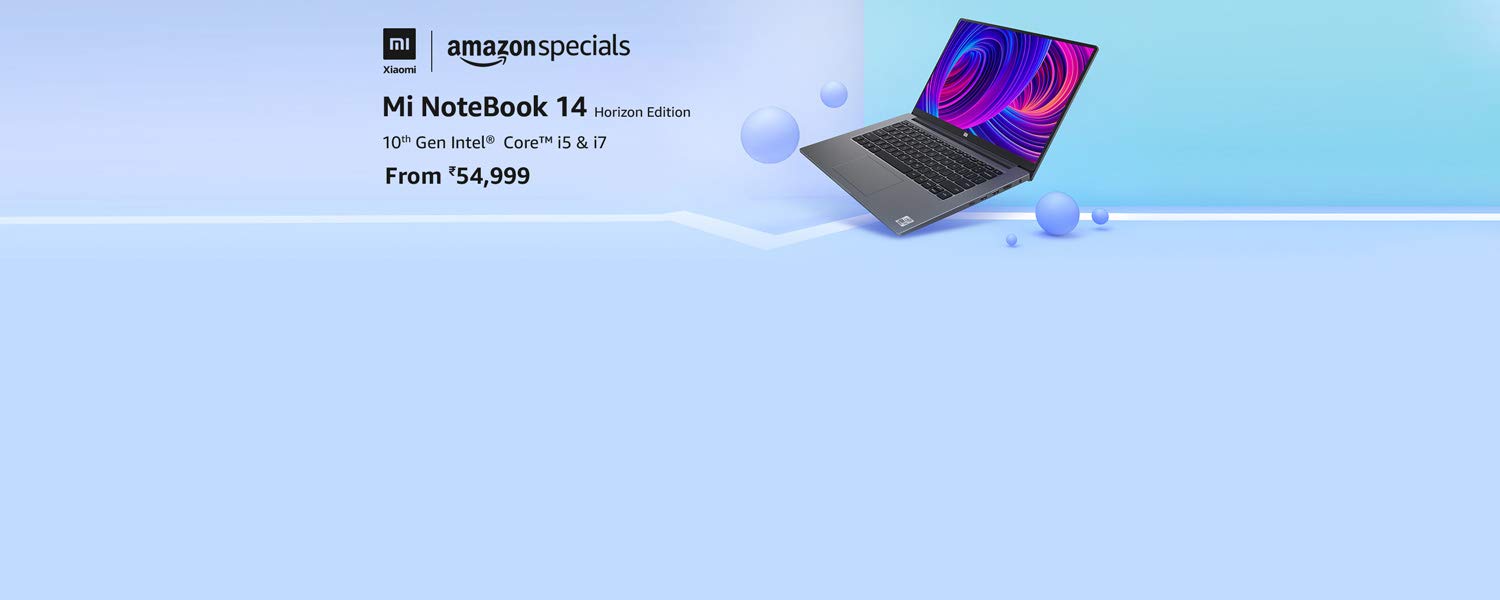 mi
Xiaomi
amazonspecials
Mi NoteBook 14 Horizon Edition
10th Gen Intel® Core™ i5 & i7
From ₹54,999